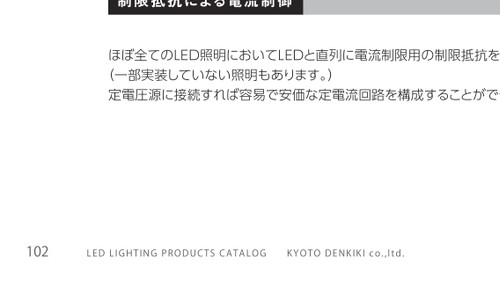 制限抵抗による電流制御
ほぼ全てのLED照明においてLEDと直列に電流制限用の制限抵抗を
（一部実装していない照明もあります。）
定電圧源に接続すれば容易で安価な定電流回路を構成することがで
102 LED LIGHTING PRODUCTS CATALOG KYOTO DENKIKI co.,ltd.